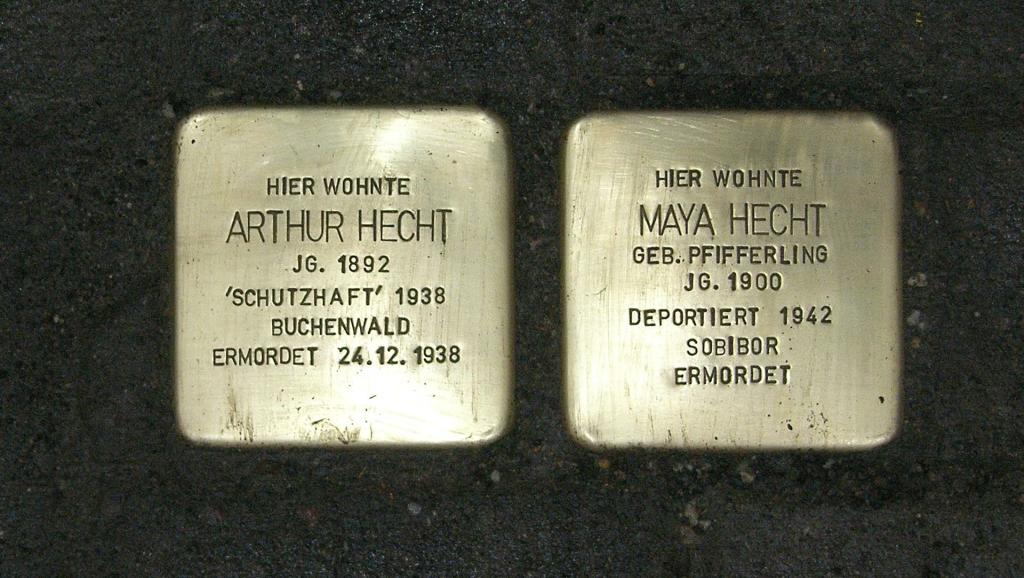 HIER WOHNTE
ARTHUR HECHT
JG. 1892
'SCHUTZHAFT' 1938
BUCHENWALD
ERMORDET 24.12.1938
HIER WOHNTE
MAYA HECHT
GEB. PFIFFERLING
JG. 1900
DEPORTIERT 1942
SOBIBOR
ERMORDET